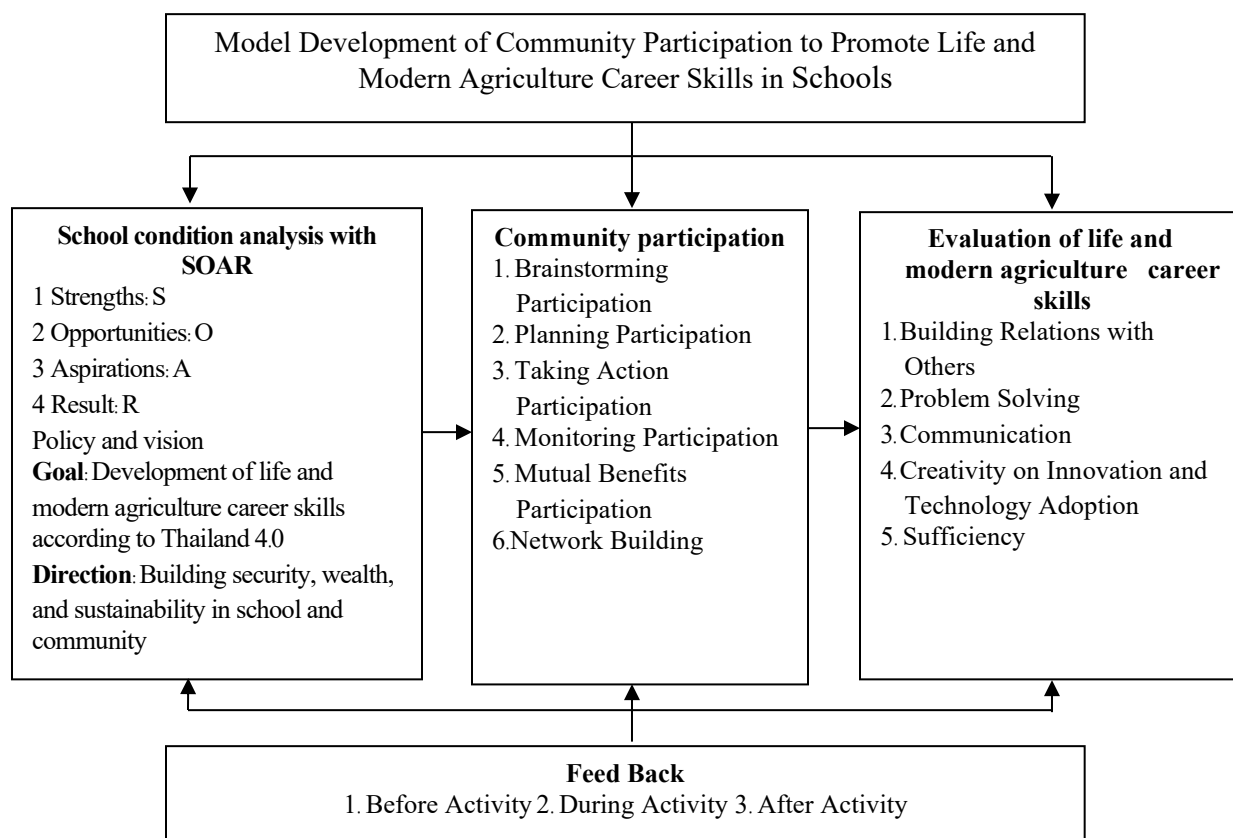 Model Development of Community Participation to Promote Life and
Modern Agriculture Career Skills in Schools
School condition analysis with
SOAR
1 Strengths: S
2 Opportunities: O
3 Aspirations: A
4 Result: R
Policy and vision
Goal: Development of life and
modern agriculture career skills
according to Thailand 4.0
Direction: Building security, wealth,
and sustainability in school and
community
Community participation
1. Brainstorming
Participation
2. Planning Participation
3. Taking Action
Participation
4. Monitoring Participation
5. Mutual Benefits
Participation
6.Network Building
Evaluation of life and
modern agriculture career
skills
1.Building Relations with
Others
2.Problem Solving
3.Communication
4.Creativity on Innovation and
Technology Adoption
5. Sufficiency
Feed Back
1. Before Activity 2. During Activity 3. After Activity